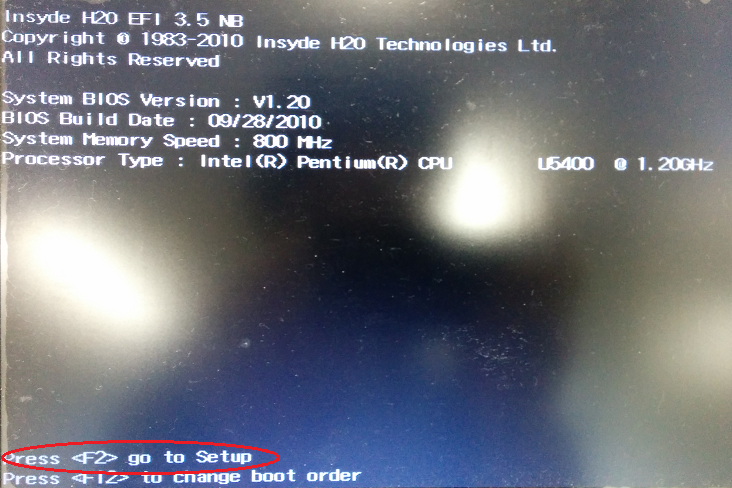 Insyde H2O EFI 3.5 NB
Copyright © 1983-2010 Insyde H2O Technologies Ltd.
All Rights Reserved
System BIOS Version : V1.20
BIOS Build Date : 09/28/2010
System Memory Speed : 800 MHz
Processor Type : Intel(R) Pentium(R) CPU U5400 @ 1.20GHz
Press <F2> go to Setup
Press <F12> to change boot order